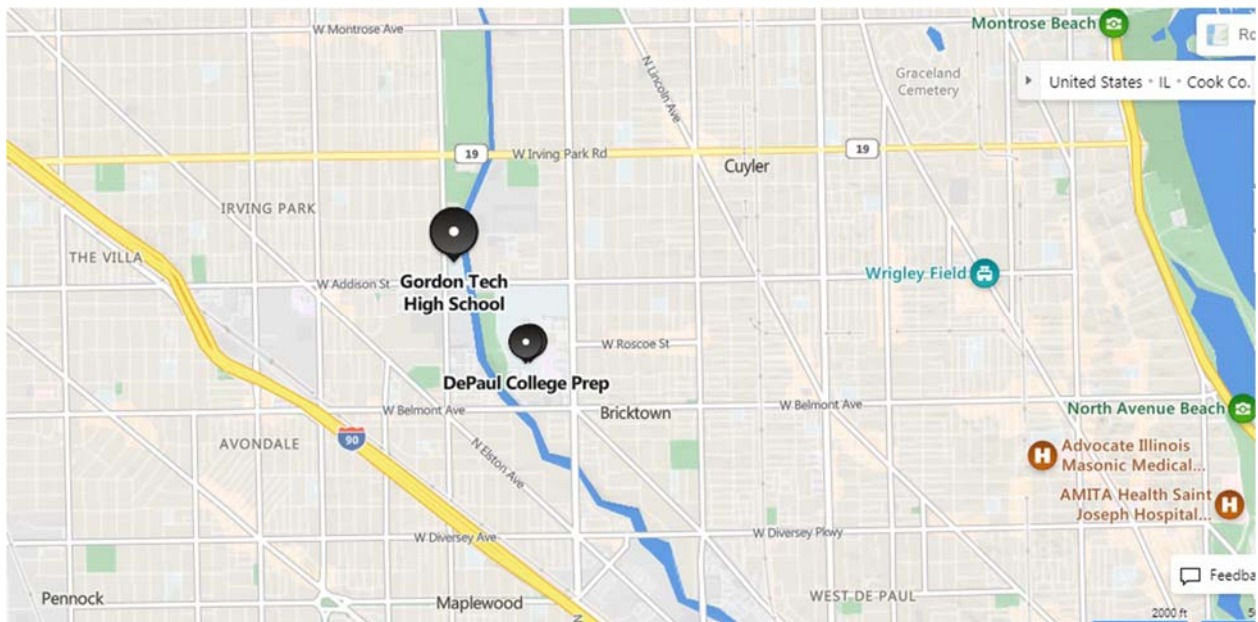 W Montrose Ave
Montrose Beach
N Lincoln Ave
Graceland
Cemetery
United States • IL • Cook Co.
19
W Irving Park Rd
19
Cuyler
IRVING PARK
THE VILLA
W Addison St
Gordon Tech
High School
Wrigley Field
W Roscoe St
DePaul College Prep
W Belmont Ave
Bricktown
W Belmont Ave
North Avenue Beach
AVONDALE
90
N Elston Ave
H
Advocate Illinois
Masonic Medical...
AMITA Health Saint
Joseph Hospital...
H
W Diversey Ave
W Diversey Pkwy
Feedba
Pennock
Maplewood
WEST DE PAUL
2000 ft
N